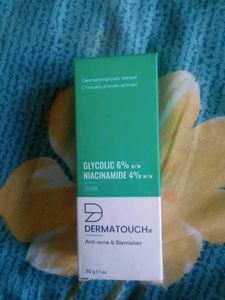 Dermatologically tested
Clinically proven actives
GLYCOLIC 6% w/w
NIACINAMIDE 4% w/w
CREAM
DERMATOUCH®
Anti-acne & Blemishes
30 g | 1 oz